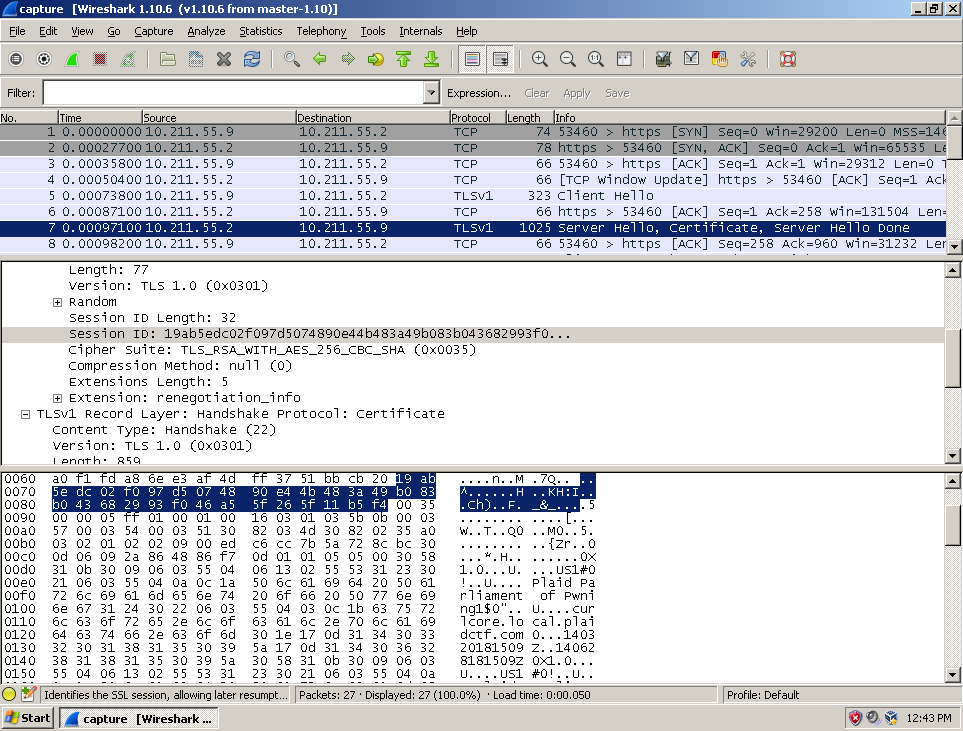 capture [Wireshark 1.10.6 (v1.10.6 from master-1.10)]
File Edit View Go Capture Analyze Statistics Telephony Tools Internals Help
Filter: Expression... Clear Apply Save
No. Time Source Destination Protocol Length Info
1 0.00000000 10.211.55.9 10.211.55.2 TCP 74 53460 > https [SYN] Seq=0 Win=29200 Len=0 MSS=146
2 0.00027700 10.211.55.2 10.211.55.9 TCP 78 https > 53460 [SYN, ACK] Seq=0 Ack=1 Win=65535 L
3 0.00035800 10.211.55.9 10.211.55.2 TCP 66 53460 > https [ACK] Seq=1 Ack=1 Win=29312 Len=0 T
4 0.00050400 10.211.55.2 10.211.55.9 TCP 66 [TCP Window Update] https > 53460 [ACK] Seq=1 Ack
5 0.00073800 10.211.55.9 10.211.55.2 TLSv1 323 Client Hello
6 0.00087100 10.211.55.2 10.211.55.9 TCP 66 https > 53460 [ACK] Seq=1 Ack=258 Win=131504 Len=
7 0.00097100 10.211.55.2 10.211.55.9 TLSv1 1025 Server Hello, Certificate, Server Hello Done
8 0.00098200 10.211.55.9 10.211.55.2 TCP 66 53460 > https [ACK] Seq=258 Ack=960 Win=31232 Len
Length: 77
Version: TLS 1.0 (0x0301)
Random
Session ID Length: 32
Session ID: 19ab5edc02f097d5074890e44b483a49b083b043682993f0...
Cipher Suite: TLS_RSA_WITH_AES_256_CBC_SHA (0x0035)
Compression Method: null (0)
Extensions Length: 5
Extension: renegotiation_info
TLSv1 Record Layer: Handshake Protocol: Certificate
Content Type: Handshake (22)
Version: TLS 1.0 (0x0301)
Length: 859
0060 a0 f1 fd a8 6e e3 af 4d ff 37 51 bb cb 20 19 ab ....n..M .7Q.. ..
0070 5e dc 02 f0 97 d5 07 48 90 e4 4b 48 3a 49 b0 83 ^......H ..KH:I..
0080 b0 43 68 29 93 f0 46 a5 5f 26 5f 11 b5 f4 00 35 .Ch)..F. _&_....5
0090 00 00 05 ff 01 00 01 00 16 03 01 03 5b 0b 00 03 ........ ....[...
00a0 57 00 03 54 00 03 51 30 82 03 4d 30 82 02 35 a0 W..T..Q0 ..M0..5.
00b0 03 02 01 02 02 09 00 ed c6 cc 7b 5a 72 8c bc 30 ........ ..{Zr..0
00c0 0d 06 09 2a 86 48 86 f7 0d 01 01 05 05 00 30 58 ...*.H.. ......0X
00d0 31 0b 30 09 06 03 55 04 06 13 02 55 53 31 23 30 1.0...U. ...US1#0
00e0 21 06 03 55 04 0a 0c 1a 50 6c 61 69 64 20 50 61 !..U.... Plaid Pa
00f0 72 6c 69 61 6d 65 6e 74 20 6f 66 20 50 77 6e 69 rliament of Pwni
0100 6e 67 31 24 30 22 06 03 55 04 03 0c 1b 63 75 72 ng1$0".. U....cur
0110 6c 63 6f 72 65 2e 6c 6f 63 61 6c 2e 70 6c 61 69 lcore.lo cal.plai
0120 64 63 74 66 2e 63 6f 6d 30 1e 17 0d 31 34 30 33 dctf.com 0...1403
0130 32 30 31 38 31 35 30 39 5a 17 0d 31 34 30 36 32 20181509 Z..14062
0140 38 31 38 31 35 30 39 5a 30 58 31 0b 30 09 06 03 8181509Z 0X1.0...
0150 55 04 06 13 02 55 53 31 23 30 21 06 03 55 04 0a U....US1 #0!..U..
Identifies the SSL session, allowing later resumpt... Packets: 27 · Displayed: 27 (100.0%) · Load time: 0:00.050 Profile: Default
Start capture [Wireshark ... 12:43 PM